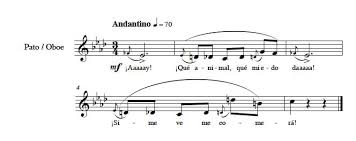 Andantino ♩=70
Pato / Oboe
mf ¡Aaaaay! ¡Qué a - ni-mal, qué mi-e-do daaaaa!
4
¡Si - me ve me co - me - rá!